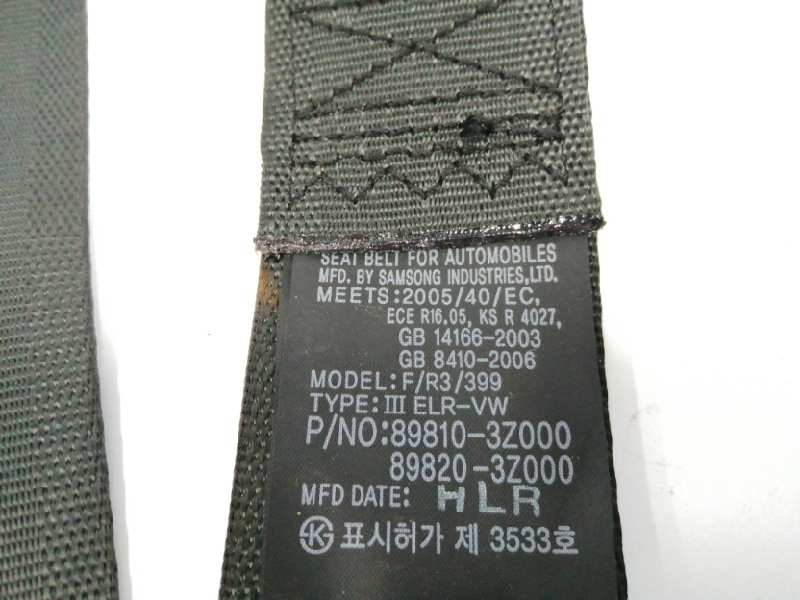 SEAT BELT FOR AUTOMOBILES
MFD. BY SAMSONG INDUSTRIES,LTD.
MEETS:2005/40/EC,
ECE R16.05, KS R 4027,
GB 14166-2003
GB 8410-2006
MODEL:F/R3/399
TYPE:Ⅲ ELR-VW
P/NO:89810-3Z000
89820-3Z000
MFD DATE: HLR
표시허가 제 3533호